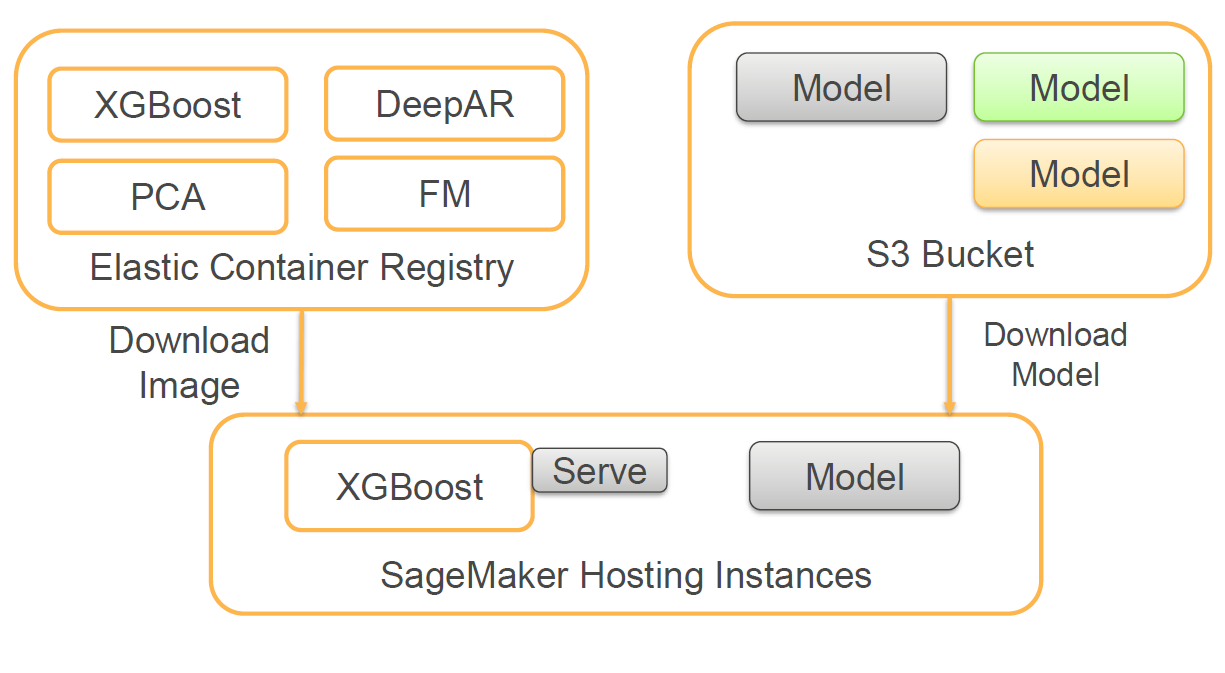 XGBoost
DeepAR
PCA
FM
Elastic Container Registry
Model
Model
Model
S3 Bucket
Download
Image
Download
Model
XGBoost
Serve
Model
SageMaker Hosting Instances